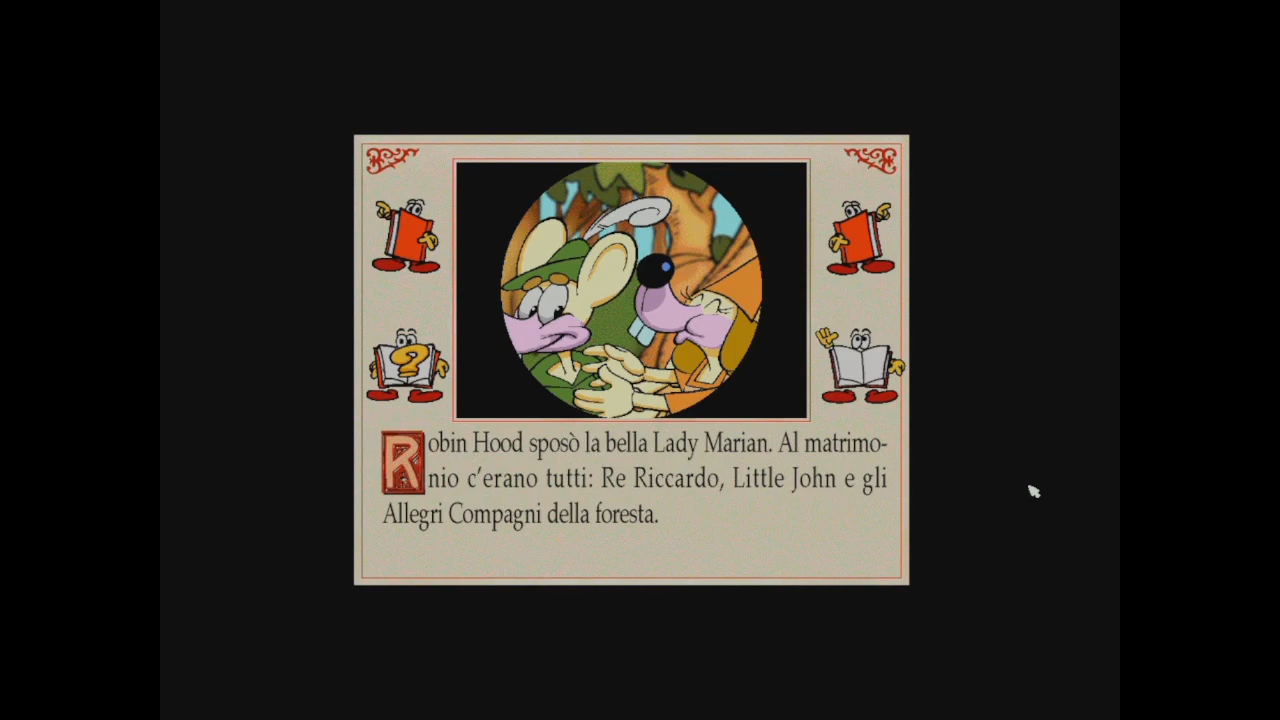 Robin Hood sposò la bella Lady Marian. Al matrimo-
nio c'erano tutti: Re Riccardo, Little John e gli
Allegri Compagni della foresta.